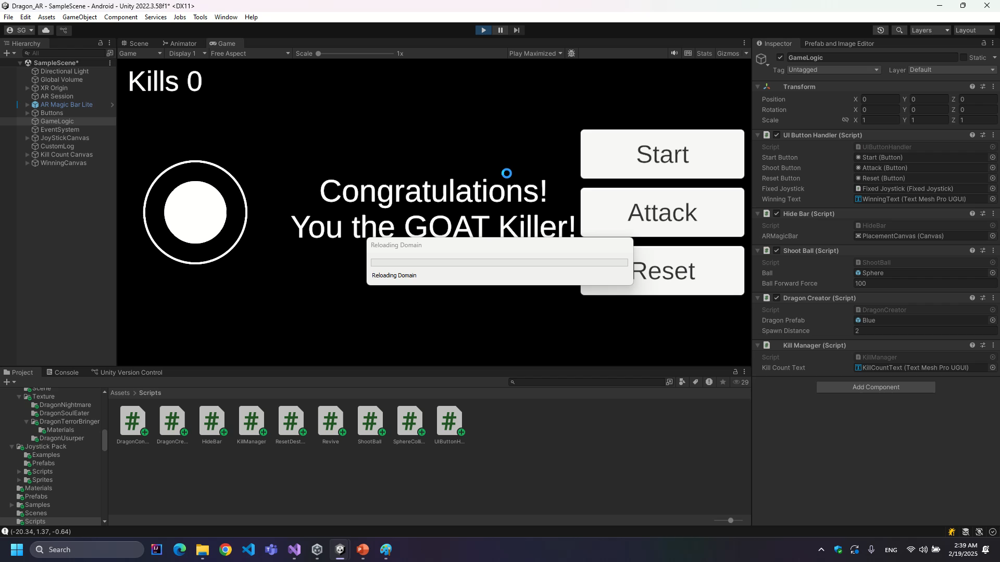 Dragon_AR - SampleScene - Android - Unity 2022.3.58f1* <DX11>
File Edit Assets GameObject Component Services Jobs Tools Window Help
SG Layers Layout
Hierarchy
All
SampleScene*
Directional Light
Global Volume
XR Origin
AR Session
AR Magic Bar Lite
Buttons
GameLogic
EventSystem
JoyStickCanvas
CustomLog
Kill Count Canvas
WinningCanvas
Scene Animator Game
Game Display 1 Free Aspect Scale 1x Play Maximized Stats Gizmos
Kills 0
Congratulations!
You the GOAT Killer!
Start
Attack
Reset
Reloading Domain
Reloading Domain
Inspector Prefab and Image Editor
GameLogic Static
Tag Untagged Layer Default
Transform
Position X 0 Y 0 Z 0
Rotation X 0 Y 0 Z 0
Scale X 1 Y 1 Z 1
# UI Button Handler (Script)
Script UIButtonHandler
Start Button Start (Button)
Shoot Button Attack (Button)
Reset Button Reset (Button)
Fixed Joystick Fixed Joystick (Fixed Joystick)
Winning Text WinningText (Text Mesh Pro UGUI)
# Hide Bar (Script)
Script HideBar
ARMagicBar PlacementCanvas (Canvas)
# Shoot Ball (Script)
Script ShootBall
Ball Sphere
Ball Forward Force 100
# Dragon Creator (Script)
Script DragonCreator
Dragon Prefab Blue
Spawn Distance 2
# Kill Manager (Script)
Script KillManager
Kill Count Text KillCountText (Text Mesh Pro UGUI)
Add Component
Project Console Unity Version Control
29
Scene
Texture
DragonNightmare
DragonSoulEater
DragonTerrorBringer
Materials
DragonUsurper
Joystick Pack
Examples
Prefabs
Scripts
Sprites
Materials
Prefabs
Samples
Scenes
Scripts
Assets > Scripts
# # # # # # # # #
DragonCon... DragonCre... HideBar KillManager ResetDest... Revive ShootBall SphereColli... UIButtonH...
(-20.34, 1.37, -0.64)
Search
ENG
2:39 AM
2/19/2025